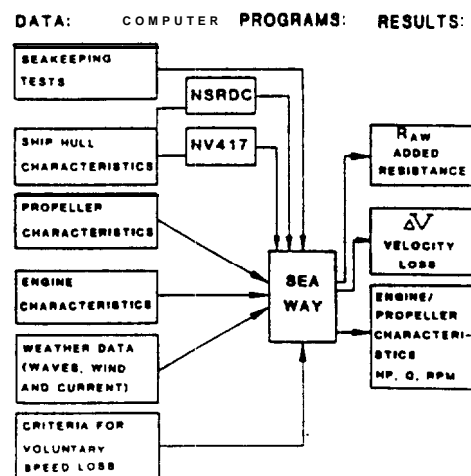 DATA: COMPUTER PROGRAMS: RESULTS:
SEAKEEPING
TESTS
NSRDC
SHIP HULL
CHARACTERISTICS
NV417
PROPELLER
CHARACTERISTICS
ENGINE
CHARACTERISTICS
WEATHER DATA
(WAVES, WIND
AND CURRENT)
CRITERIA FOR
VOLUNTARY
SPEED LOSS
SEA
WAY
RAW
ADDED
RESISTANCE
ΔV
VELOCITY
LOSS
ENGINE/
PROPELLER
CHARACTERI-
STICS
HP, Q, RPM